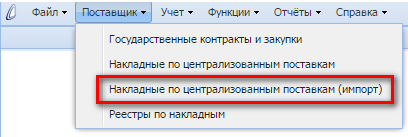 Файл Поставщик Учет Функции Отчёты Справка
Государственные контракты и закупки
Накладные по централизованным поставкам
Накладные по централизованным поставкам (импорт)
Реестры по накладным